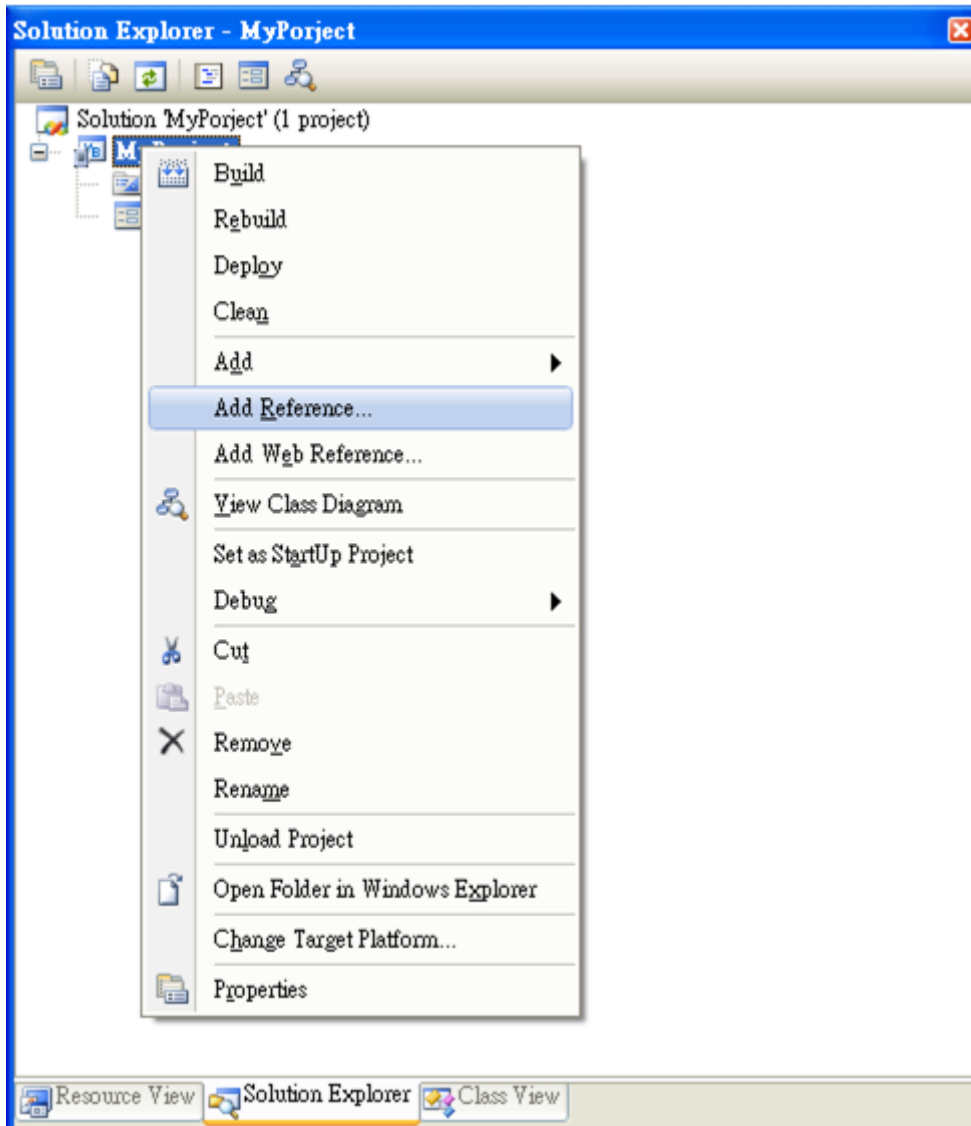 Solution Explorer - MyPorject
Solution 'MyPorject' (1 project)
Build
Rebuild
Deploy
Clean
Add
Add Reference...
Add Web Reference...
View Class Diagram
Set as StartUp Project
Debug
Cut
Paste
Remove
Rename
Unload Project
Open Folder in Windows Explorer
Change Target Platform...
Properties
Resource View Solution Explorer Class View